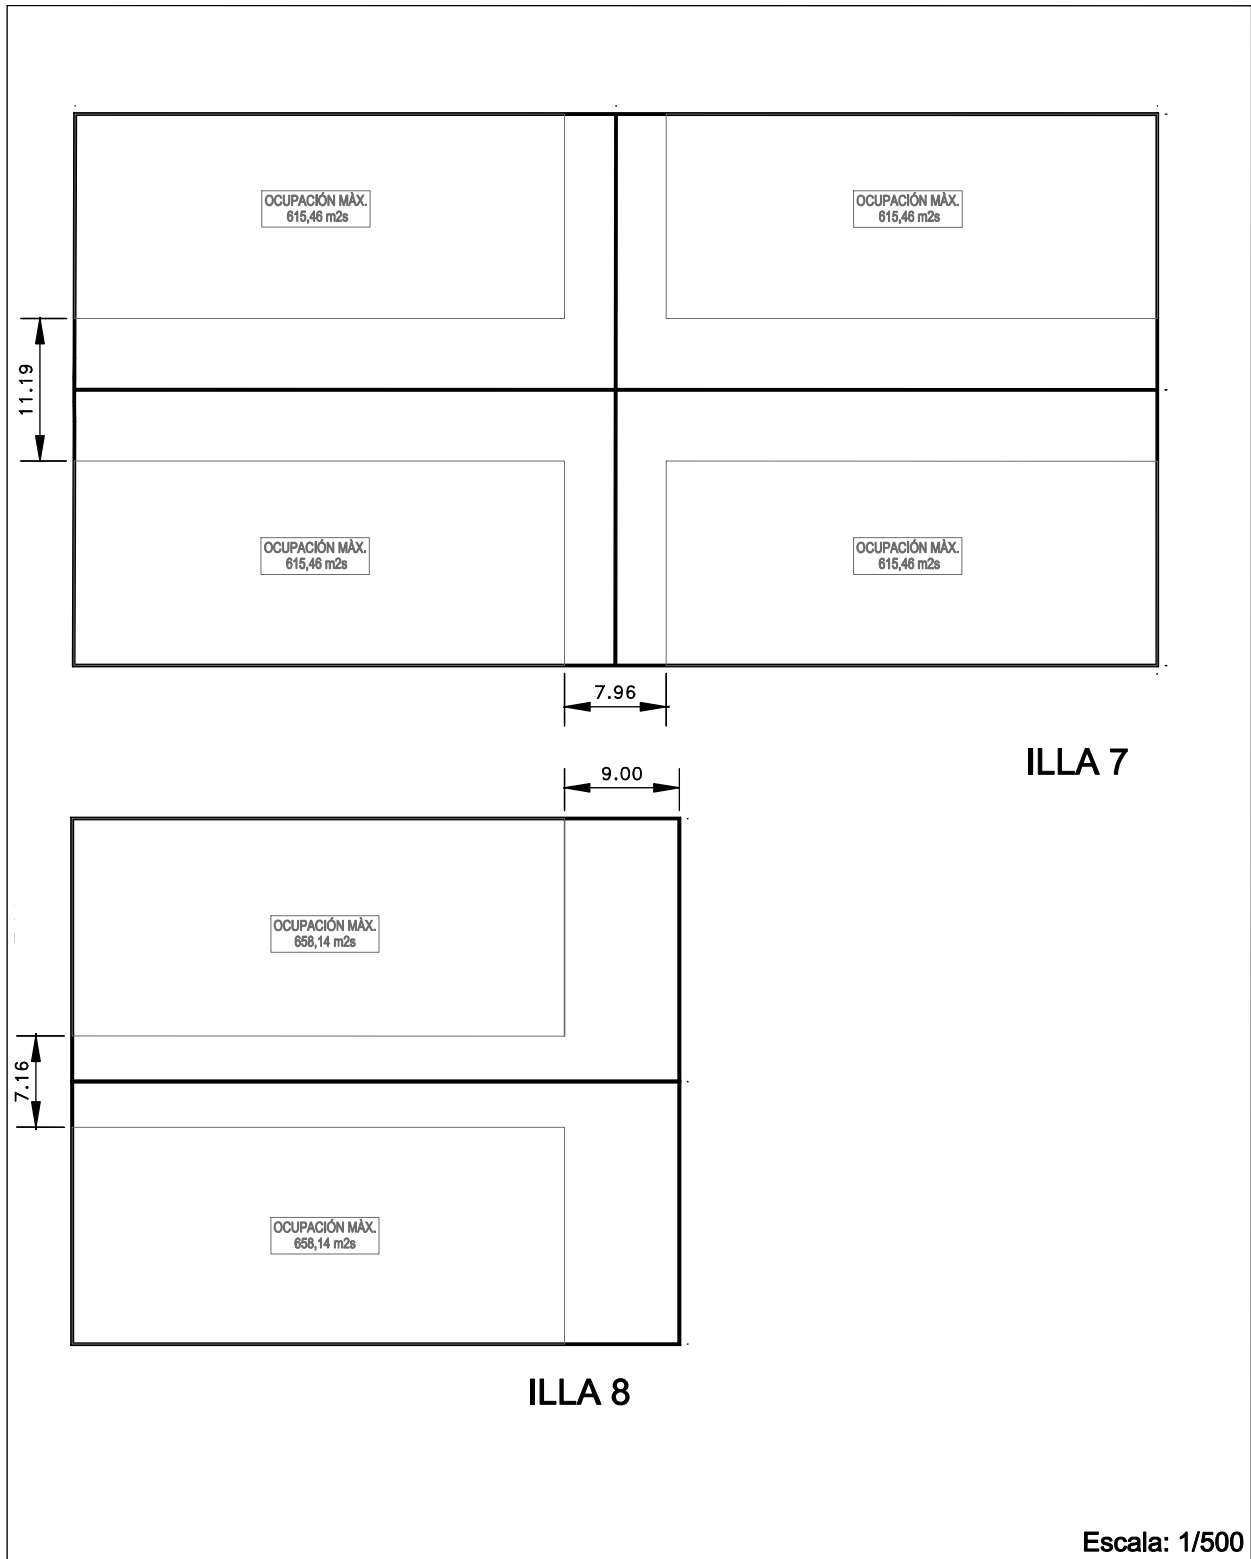 OCUPACIÓN MÀX.
615,46 m2s
OCUPACIÓN MÀX.
615,46 m2s
11.19
OCUPACIÓN MÀX.
615,46 m2s
OCUPACIÓN MÀX.
615,46 m2s
7.96
ILLA 7
9.00
OCUPACIÓN MÀX.
658,14 m2s
7.16
OCUPACIÓN MÀX.
658,14 m2s
ILLA 8
Escala: 1/500